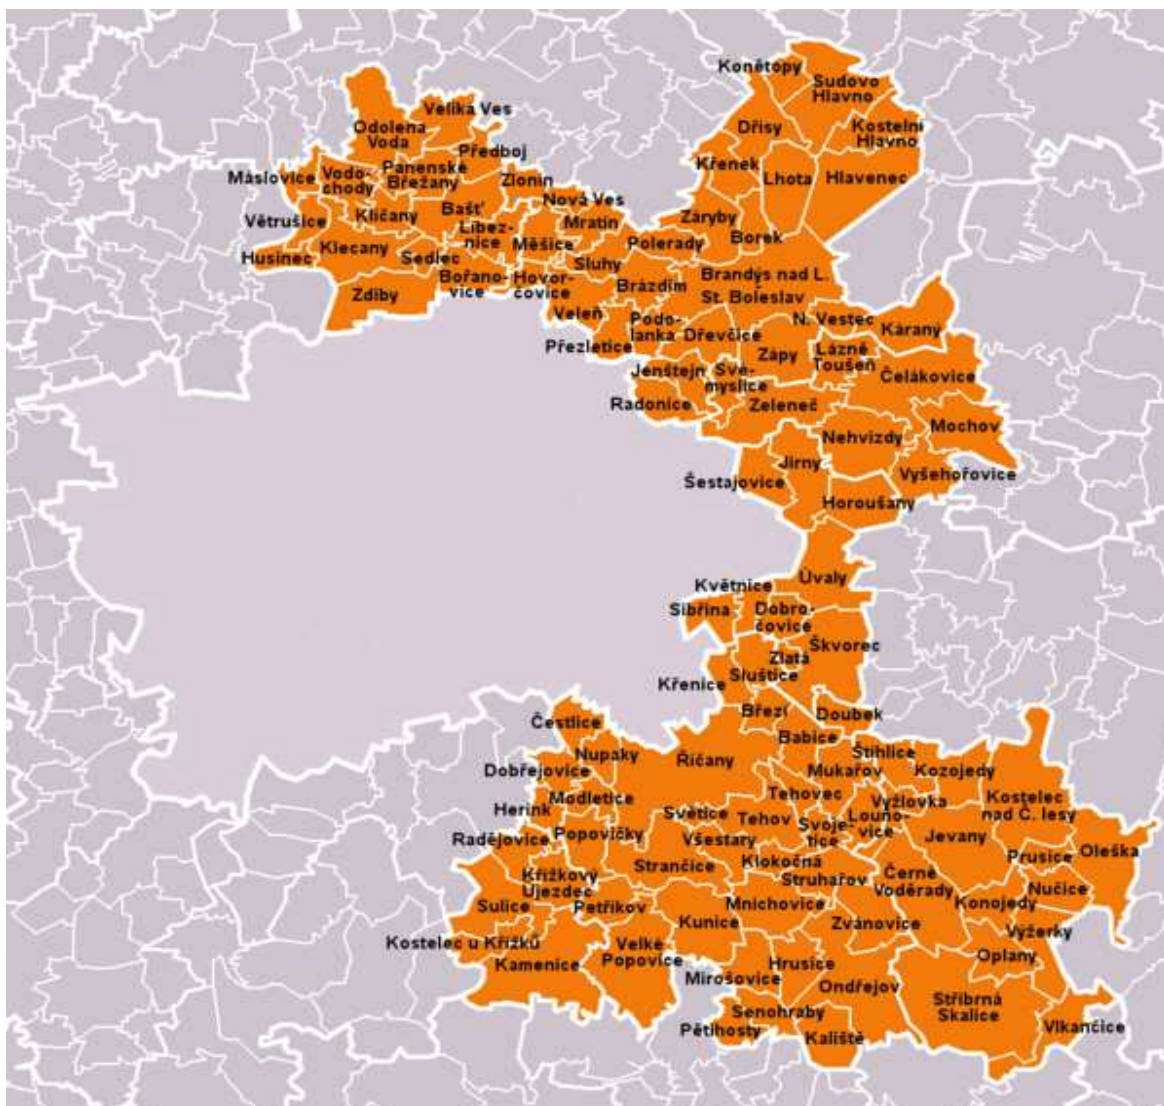 Konětopy
Sudovo
Hlavno
Veliká Ves
Odolena
Voda
Dřísy
Kostelní
Hlavno
Předboj
Křenek
Panenské
Břežany
Máslovice
Vodo-
chody
Zlonín
Lhota
Hlavenec
Nová Ves
Větrušice
Klíčany
Bašť
Mratín
Záryby
Líbez-
nice
Měšice
Polerady
Borek
Husinec
Klecany
Sedlec
Sluhy
Bořano-
vice
Hovor-
čovice
Brázdim
Brandýs nad L.
St. Boleslav
Zdiby
Veleň
Podo-
lanka
Dřevčice
N. Vestec
Káraný
Přezletice
Zápy
Lázně
Toušeň
Jenštejn
Své-
myslice
Čelákovice
Radonice
Zeleneč
Nehvizdy
Mochov
Jirny
Šestajovice
Vyšehořovice
Horoušany
Úvaly
Květnice
Sibřina
Dobro-
čovice
Škvorec
Zlatá
Sluštice
Křenice
Březí
Doubek
Čestlice
Babice
Nupaky
Říčany
Štíhlice
Dobřejovice
Mukařov
Kozojedy
Modletice
Tehovec
Vyžlovka
Kostelec
nad Č. lesy
Herink
Světice
Tehov
Svoje-
tice
Louňo-
vice
Radějovice
Popovičky
Všestary
Jevany
Oleška
Strančice
Klokočná
Prusice
Křížkový
Újezdec
Struhařov
Černé
Voděrady
Nučice
Sulice
Petříkov
Mnichovice
Konojedy
Kunice
Zvánovice
Výžerky
Kostelec u Křížků
Velké
Popovice
Oplany
Kamenice
Mirošovice
Hrusice
Ondřejov
Stříbrná
Skalice
Senohraby
Pětihosty
Kaliště
Vlkančice